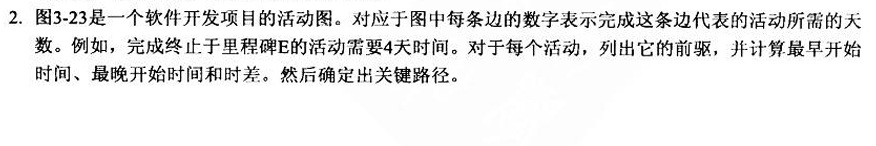 2. 图3-23是一个软件开发项目的活动图。对应于图中每条边的数字表示完成这条边代表的活动所需的天
数。例如，完成终止于里程碑E的活动需要4天时间。对于每个活动，列出它的前驱，并计算最早开始
时间、最晚开始时间和时差。然后确定出关键路径。